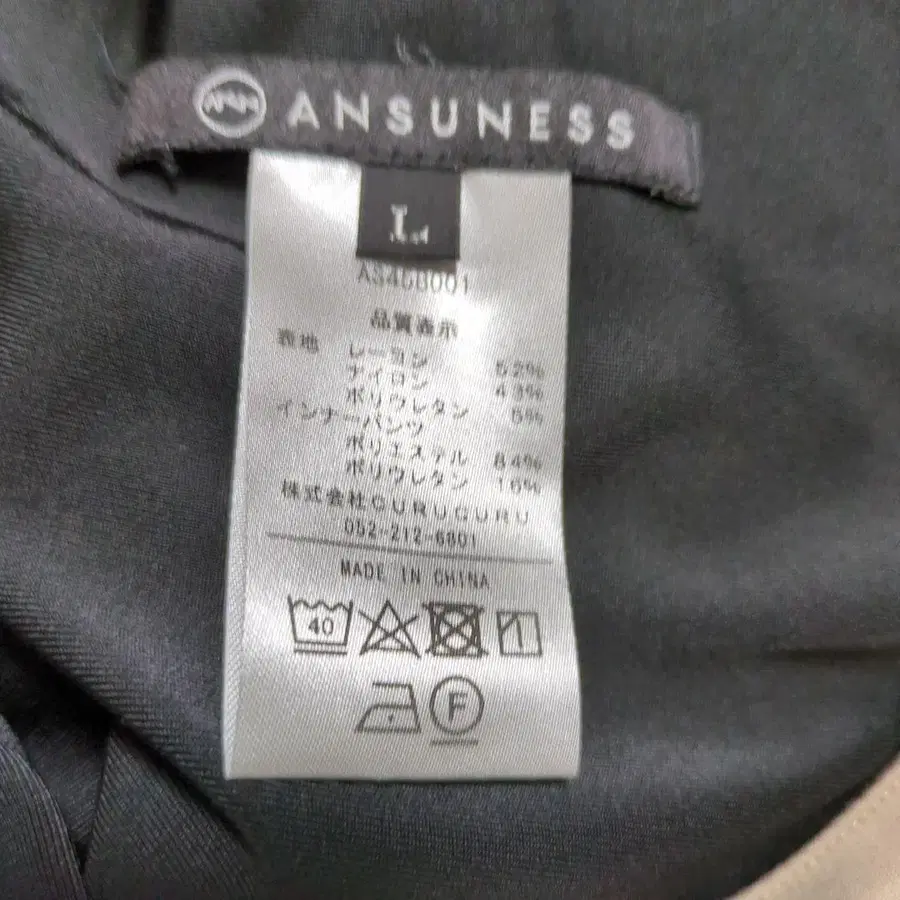 ANSUNESS
L
AS45B001
品質表示
表地 レーヨン 52%
ナイロン 43%
ポリウレタン 5%
インナーパンツ
ポリエステル 84%
ポリウレタン 16%
株式会社CURUCURU
052-212-6801
MADE IN CHINA
40
F